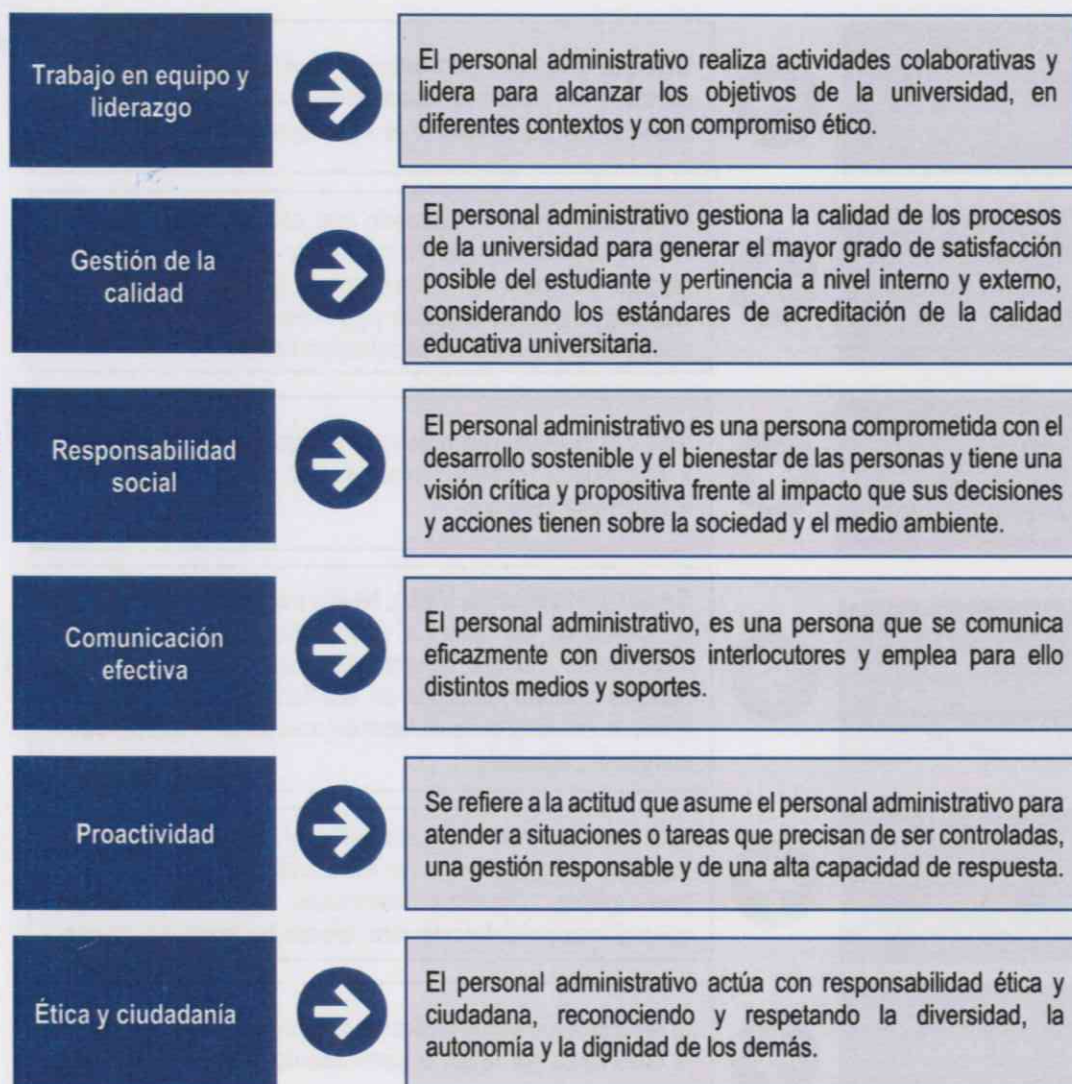 Trabajo en equipo y
liderazgo
El personal administrativo realiza actividades colaborativas y
lidera para alcanzar los objetivos de la universidad, en
diferentes contextos y con compromiso ético.
Gestión de la
calidad
El personal administrativo gestiona la calidad de los procesos
de la universidad para generar el mayor grado de satisfacción
posible del estudiante y pertinencia a nivel interno y externo,
considerando los estándares de acreditación de la calidad
educativa universitaria.
Responsabilidad
social
El personal administrativo es una persona comprometida con el
desarrollo sostenible y el bienestar de las personas y tiene una
visión crítica y propositiva frente al impacto que sus decisiones
y acciones tienen sobre la sociedad y el medio ambiente.
Comunicación
efectiva
El personal administrativo, es una persona que se comunica
eficazmente con diversos interlocutores y emplea para ello
distintos medios y soportes.
Proactividad
Se refiere a la actitud que asume el personal administrativo para
atender a situaciones o tareas que precisan de ser controladas,
una gestión responsable y de una alta capacidad de respuesta.
Ética y ciudadanía
El personal administrativo actúa con responsabilidad ética y
ciudadana, reconociendo y respetando la diversidad, la
autonomía y la dignidad de los demás.